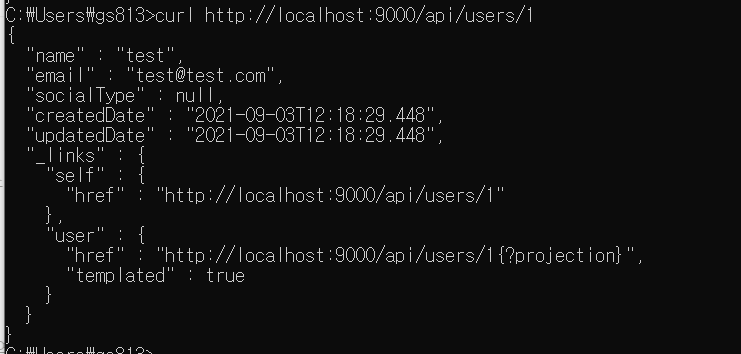 C:₩Users₩gs813>curl http://localhost:9000/api/users/1
{
  "name" : "test",
  "email" : "test@test.com",
  "socialType" : null,
  "createdDate" : "2021-09-03T12:18:29.448",
  "updatedDate" : "2021-09-03T12:18:29.448",
  "_links" : {
    "self" : {
      "href" : "http://localhost:9000/api/users/1"
    },
    "user" : {
      "href" : "http://localhost:9000/api/users/1{?projection}",
      "templated" : true
    }
  }
}
C:₩Users₩gs813>